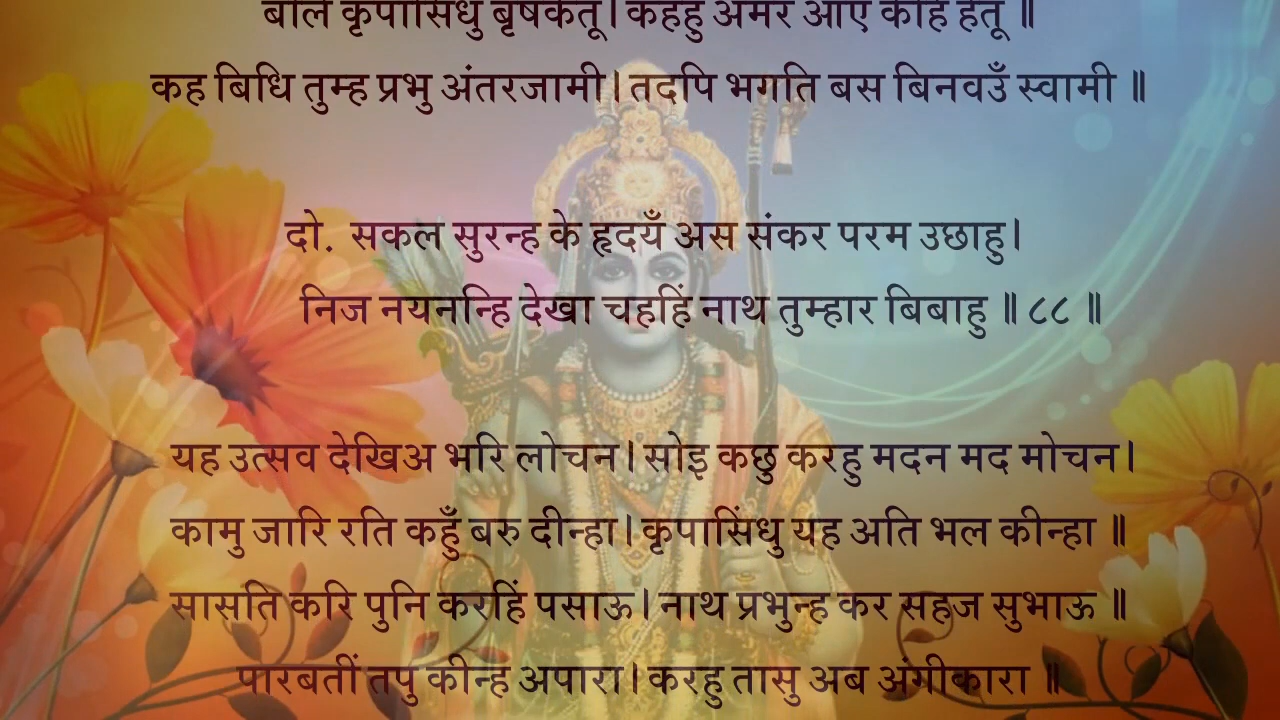 बोले कृपासिंधु बृषकेतू। कहहु अमर आए केहि हेतू ॥
कह बिधि तुम्ह प्रभु अंतरजामी। तदपि भगति बस बिनवउँ स्वामी ॥
दो. सकल सुरन्ह के हृदयँ अस संकर परम उछाहु।
निज नयनन्हि देखा चहहिं नाथ तुम्हार बिबाहु ॥ ८८ ॥
यह उत्सव देखिअ भरि लोचन। सोइ कछु करहु मदन मद मोचन।
कामु जारि रति कहुँ बरु दीन्हा। कृपासिंधु यह अति भल कीन्हा ॥
सासति करि पुनि करहिं पसाऊ। नाथ प्रभुन्ह कर सहज सुभाऊ ॥
पारबतीं तपु कीन्ह अपारा। करहु तासु अब अंगीकारा ॥